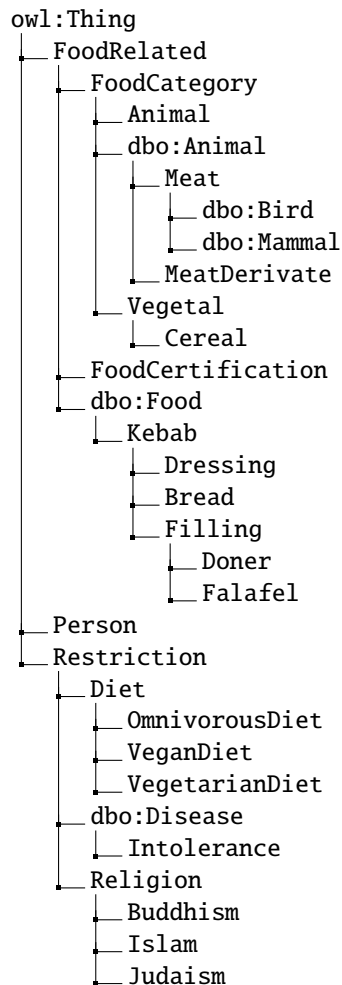 owl:Thing
FoodRelated
FoodCategory
Animal
dbo:Animal
Meat
dbo:Bird
dbo:Mammal
MeatDerivate
Vegetal
Cereal
FoodCertification
dbo:Food
Kebab
Dressing
Bread
Filling
Doner
Falafel
Person
Restriction
Diet
OmnivorousDiet
VeganDiet
VegetarianDiet
dbo:Disease
Intolerance
Religion
Buddhism
Islam
Judaism